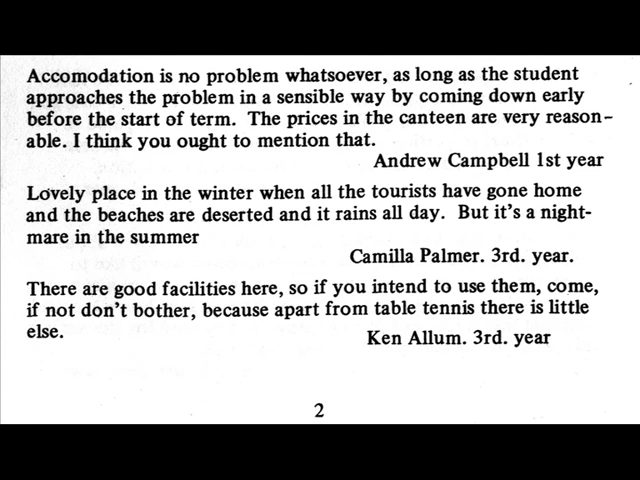 Accomodation is no problem whatsoever, as long as the student
approaches the problem in a sensible way by coming down early
before the start of term. The prices in the canteen are very reason-
able. I think you ought to mention that.
Andrew Campbell 1st year
Lovely place in the winter when all the tourists have gone home
and the beaches are deserted and it rains all day. But it's a night-
mare in the summer
Camilla Palmer. 3rd. year.
There are good facilities here, so if you intend to use them, come,
if not don't bother, because apart from table tennis there is little
else.
Ken Allum. 3rd. year
2